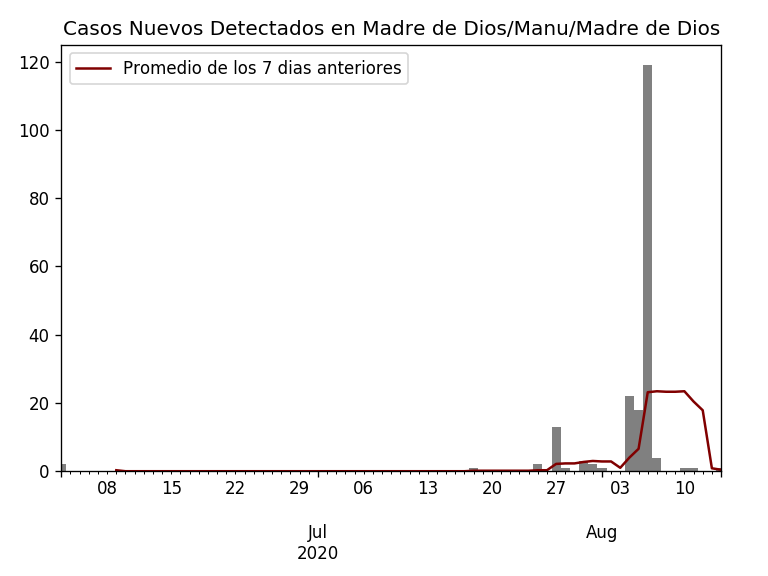 Casos Nuevos Detectados en Madre de Dios/Manu/Madre de Dios
Promedio de los 7 dias anteriores
120
100
80
60
40
20
0
08 15 22 29 06 13 20 27 03 10
Jul Aug
2020